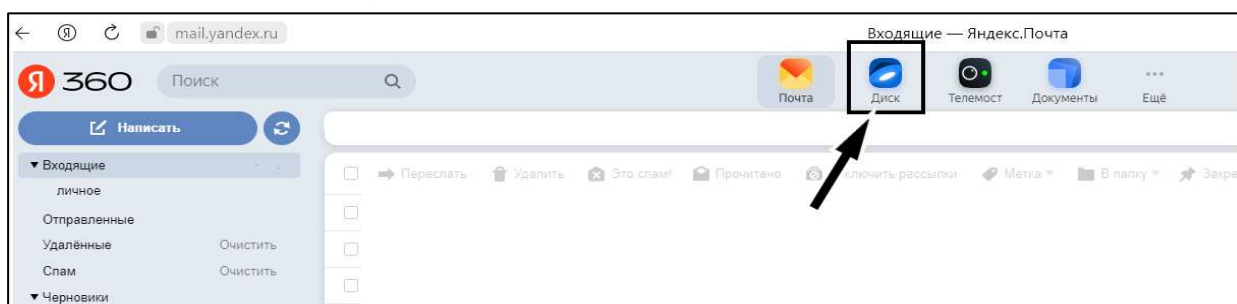 mail.yandex.ru Входящие — Яндекс.Почта
Я 360 Поиск
Почта Диск Телемост Документы Ещё
Написать
Входящие
Переслать Удалить Это спам! Прочитано рассылки Метка В папку
личное
Отправленные
Удалённые Очистить
Спам Очистить
Черновики